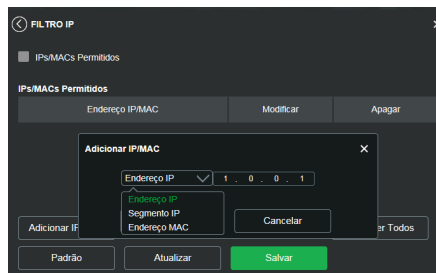 FILTRO IP
IPs/MACs Permitidos
IPs/MACs Permitidos
Endereço IP/MAC Modificar Apagar
Adicionar IP/MAC
Endereço IP 1 . 0 . 0 . 1
Endereço IP
Segmento IP
Endereço MAC
Cancelar
Adicionar IP er Todos
Padrão Atualizar Salvar